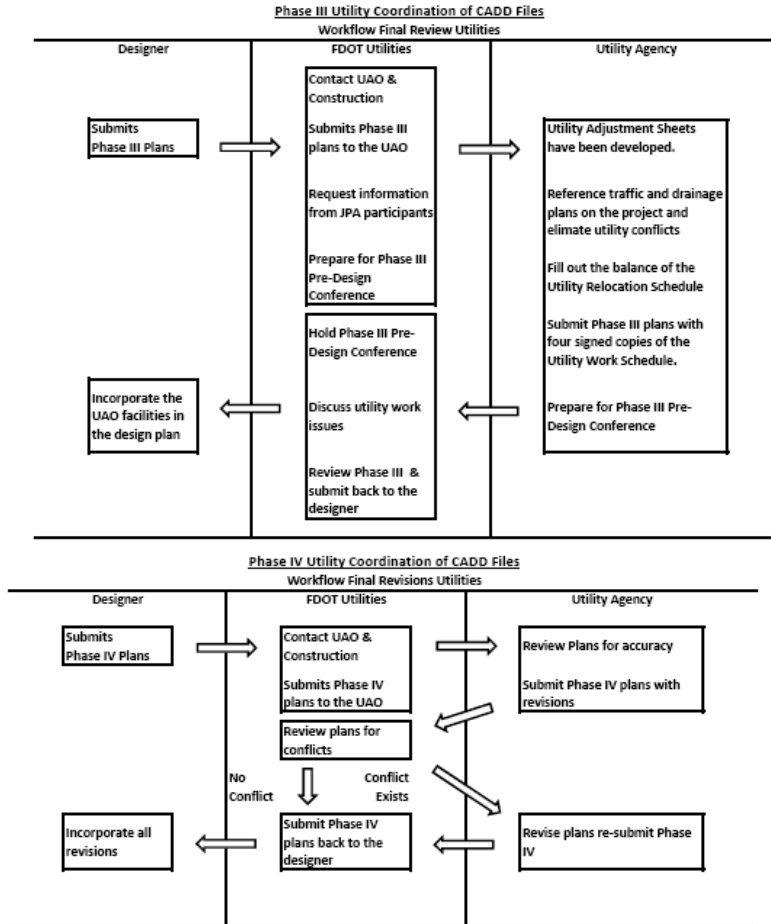 Phase III Utility Coordination of CADD Files
Workflow Final Review Utilities
Designer
FDOT Utilities
Utility Agency
Submits
Phase III Plans
Contact UAO &
Construction
Submits Phase III
plans to the UAO
Request information
from JPA participants
Prepare for Phase III
Pre-Design
Conference
Utility Adjustment Sheets
have been developed.
Reference traffic and drainage
plans on the project and
elimate utility conflicts
Fill out the balance of the
Utility Relocation Schedule
Submit Phase III plans with
four signed copies of the
Utility Work Schedule.
Prepare for Phase III Pre-
Design Conference
Hold Phase III Pre-
Design Conference
Discuss utility work
issues
Review Phase III &
submit back to the
designer
Incorporate the
UAO facilities in
the design plan
Phase IV Utility Coordination of CADD Files
Workflow Final Revisions Utilities
Designer
FDOT Utilities
Utility Agency
Submits
Phase IV Plans
Contact UAO &
Construction
Submits Phase IV
plans to the UAO
Review Plans for accuracy
Submit Phase IV plans with
revisions
Review plans for
conflicts
No
Conflict
Conflict
Exists
Incorporate all
revisions
Submit Phase IV
plans back to the
designer
Revise plans re-submit Phase
IV